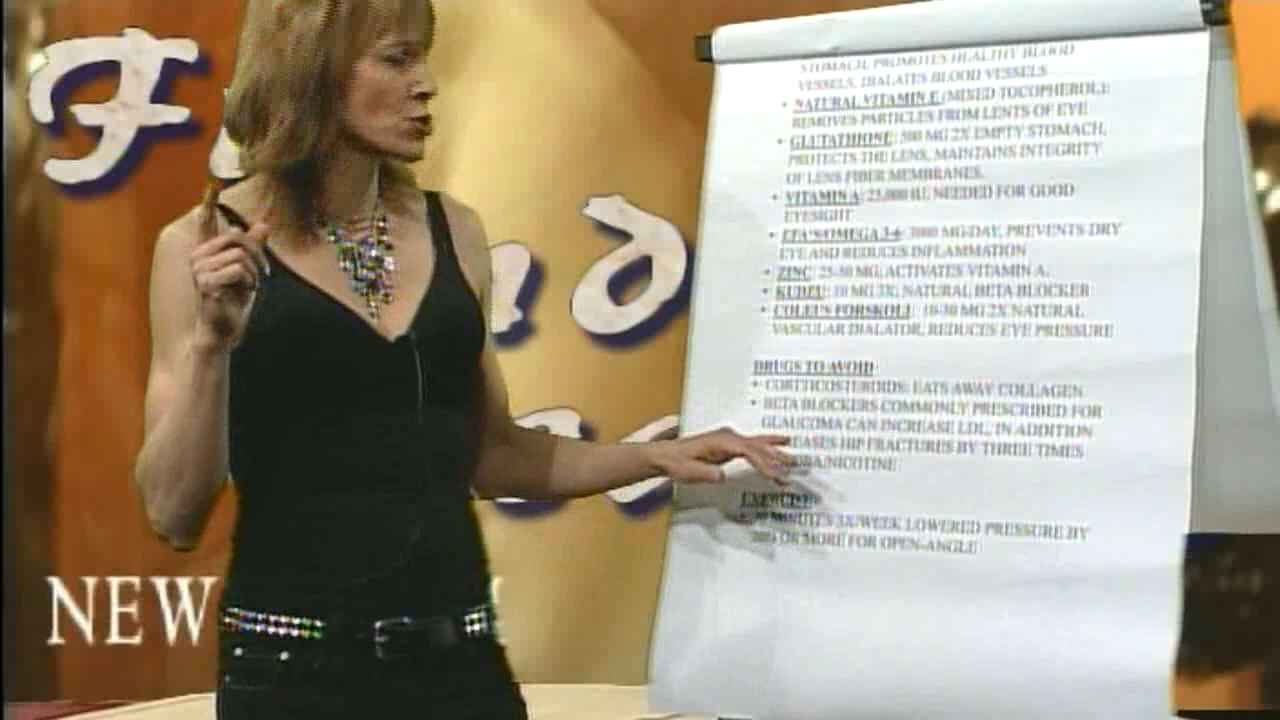 STOMACH, PROMOTES HEALTHY BLOOD
VESSELS, DIALATES BLOOD VESSELS
• NATURAL VITAMIN E (MIXED TOCOPHEROL):
REMOVES PARTICLES FROM LENTS OF EYE
• GLUTATHIONE: 500 MG 2X EMPTY STOMACH,
PROTECTS THE LENS, MAINTAINS INTEGRITY
OF LENS FIBER MEMBRANES.
• VITAMIN A: 25,000 IU, NEEDED FOR GOOD
EYESIGHT
• EFA'S/OMEGA 3-6: 3000 MG/DAY, PREVENTS DRY
EYE AND REDUCES INFLAMMATION
• ZINC: 25-50 MG, ACTIVATES VITAMIN A.
• KUDZU: 10 MG 3X, NATURAL BETA-BLOCKER
• COLEUS FORSKOLI: 10-30 MG 2X NATURAL
VASCULAR DIALATOR, REDUCES EYE PRESSURE
DRUGS TO AVOID:
• CORTICOSTEROIDS: EATS AWAY COLLAGEN
• BETA BLOCKERS COMMONLY PRESCRIBED FOR
GLAUCOMA CAN INCREASE LDL, IN ADDITION
EASES HIP FRACTURES BY THREE TIMES
NICOTINE
MINUTES 3X/WEEK LOWERED PRESSURE BY
OR MORE FOR OPEN-ANGLE
NEW